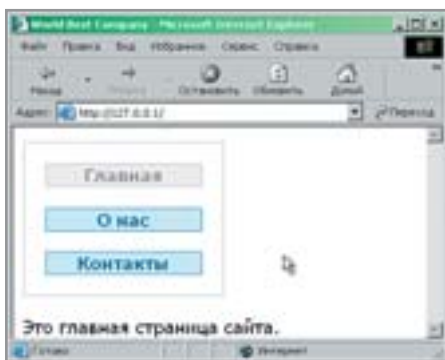 World Best Company - Microsoft Internet Explorer
Файл Правка Вид Избранное Сервис Справка
Назад Вперед Остановить Обновить Домой
Адрес: http://127.0.0.1/ Переход
Главная
О нас
Контакты
Это главная страница сайта.
Готово Интернет